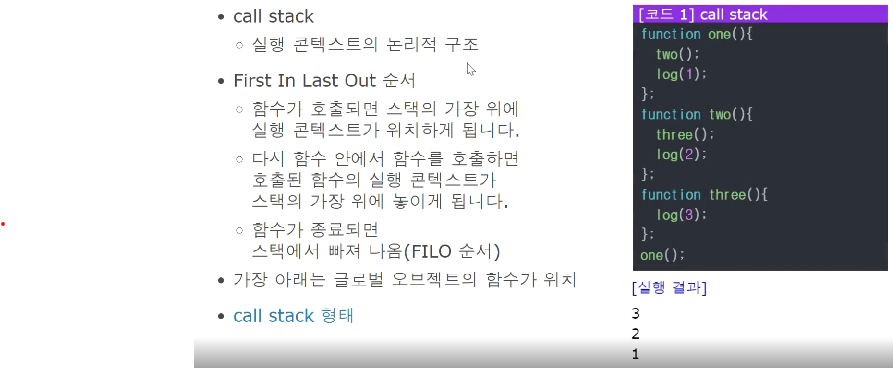 call stack
실행 콘텍스트의 논리적 구조
First In Last Out 순서
함수가 호출되면 스택의 가장 위에
실행 콘텍스트가 위치하게 됩니다.
다시 함수 안에서 함수를 호출하면
호출된 함수의 실행 콘텍스트가
스택의 가장 위에 놓이게 됩니다.
함수가 종료되면
스택에서 빠져 나옴(FILO 순서)
가장 아래는 글로벌 오브젝트의 함수가 위치
call stack 형태
[코드 1] call stack
function one(){
two();
log(1);
};
function two(){
three();
log(2);
};
function three(){
log(3);
};
one();
[실행 결과]
3
2
1